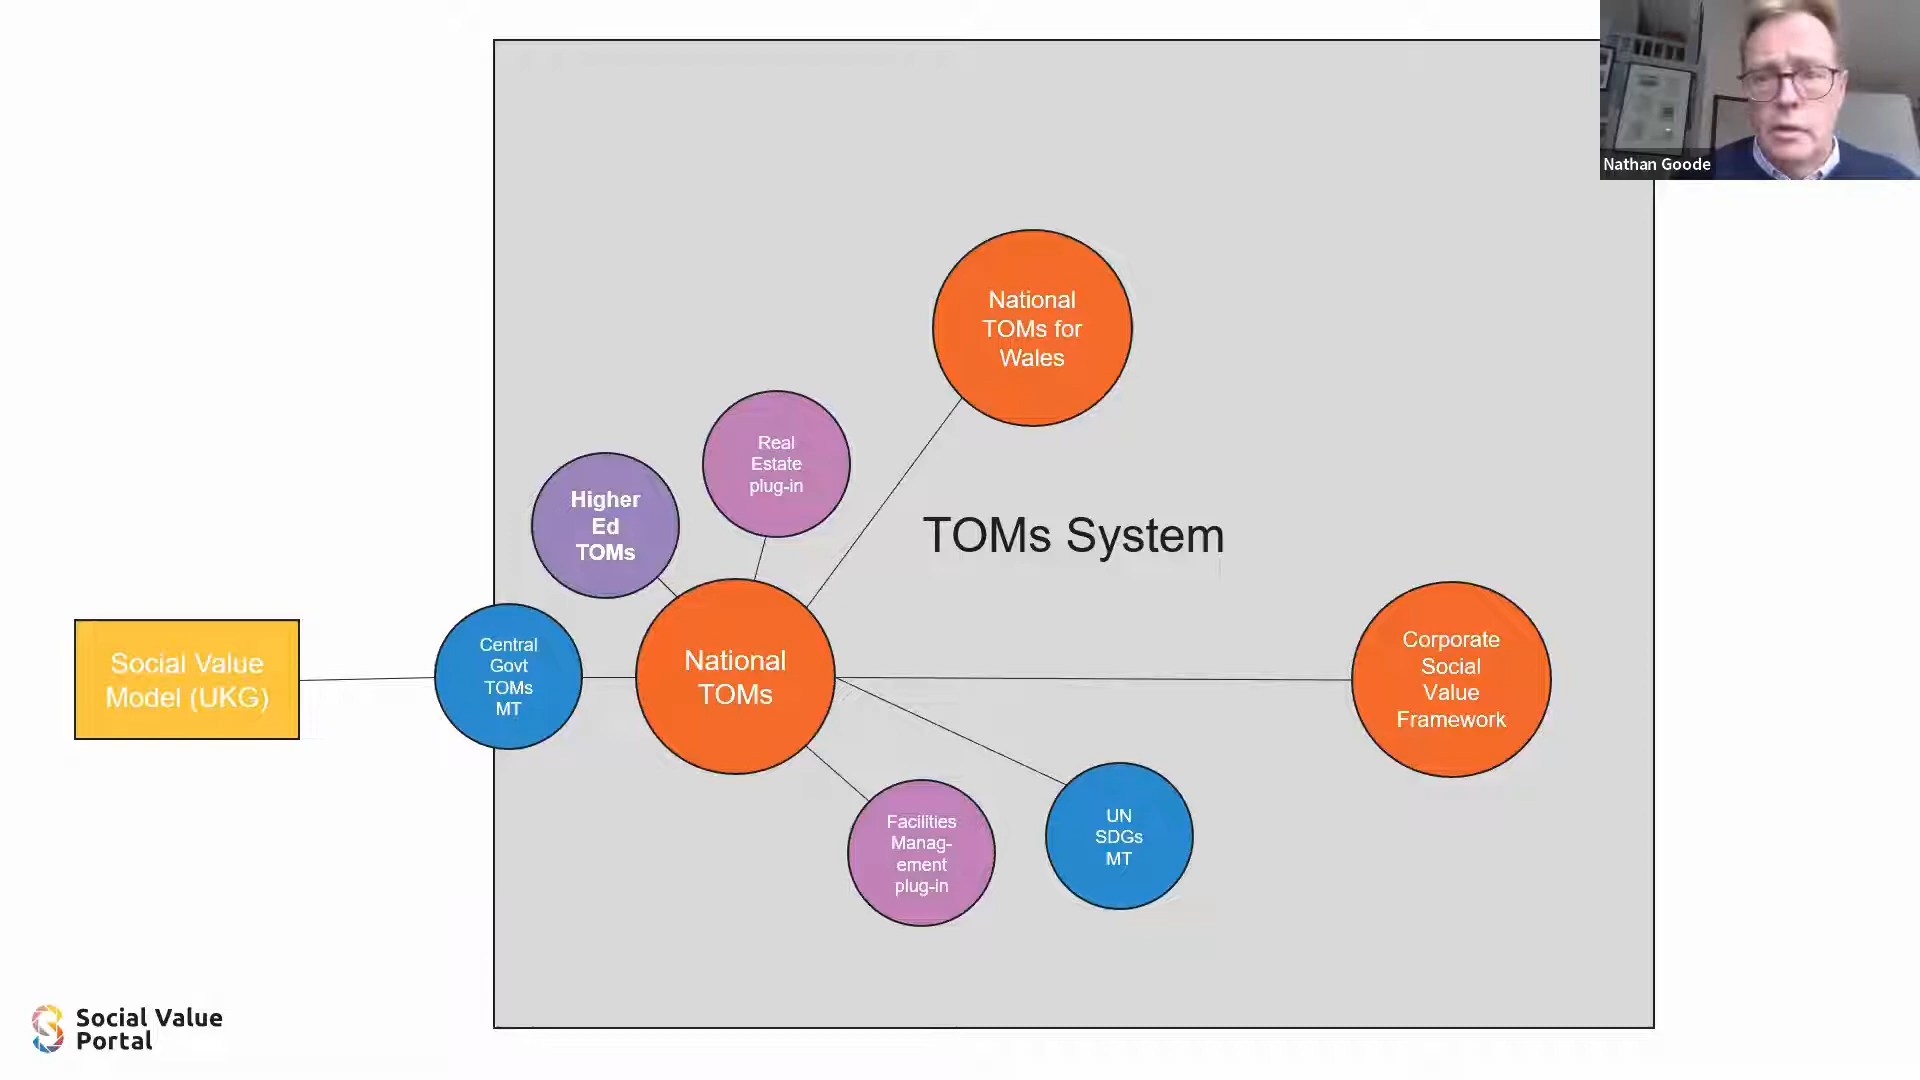 Nathan Goode
National
TOMs for
Wales
Real
Estate
plug-in
Higher
Ed
TOMs
TOMs System
Social Value
Model (UKG)
Central
Govt
TOMs
MT
National
TOMs
Corporate
Social
Value
Framework
Facilities
Manag-
ement
plug-in
UN
SDGs
MT
Social Value
Portal